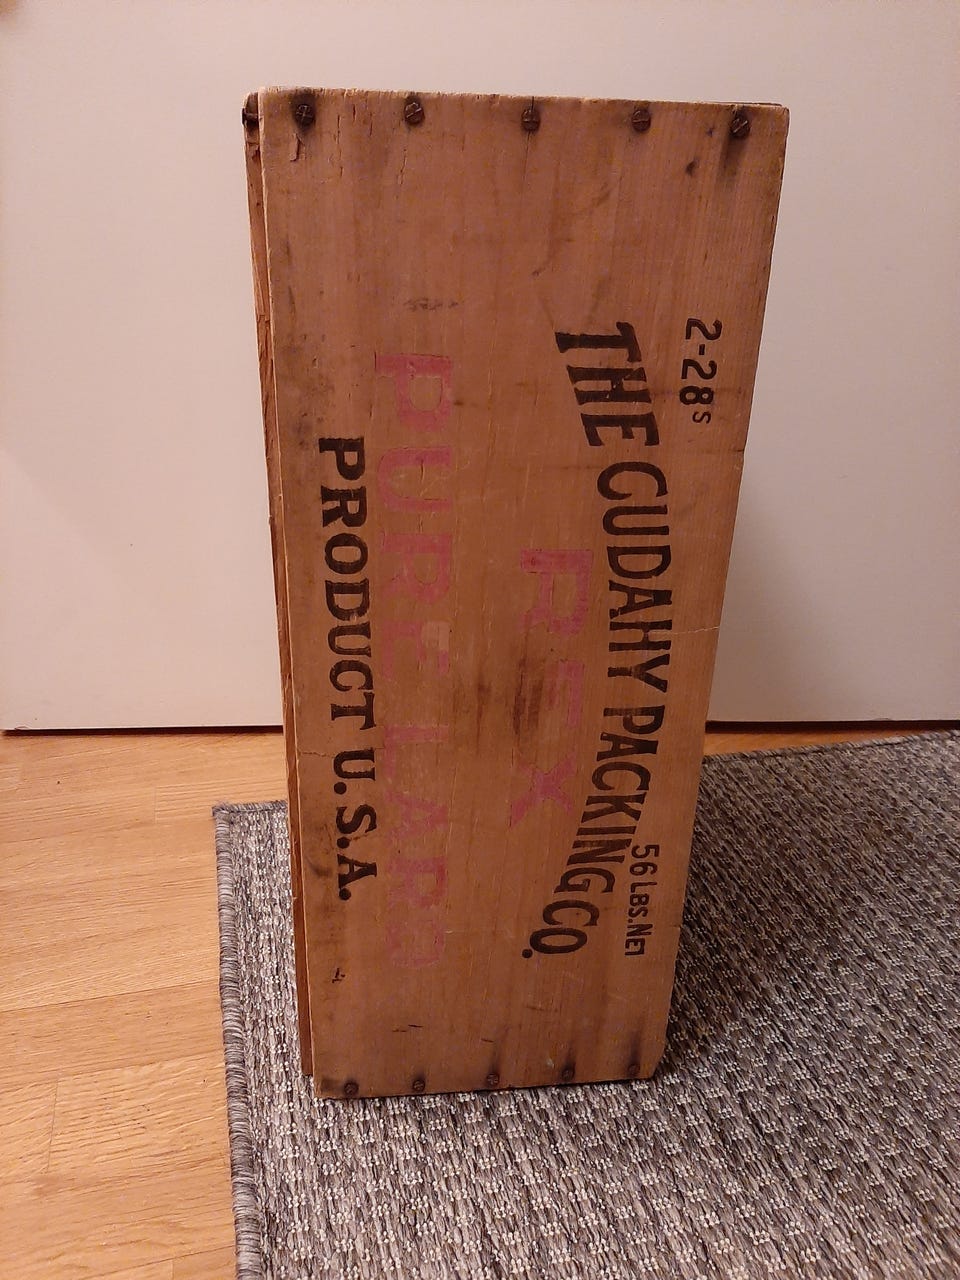 2-28s 56 LBS. NET
THE CUDAHY PACKING CO.
REX
PURE LARD
PRODUCT U.S.A.